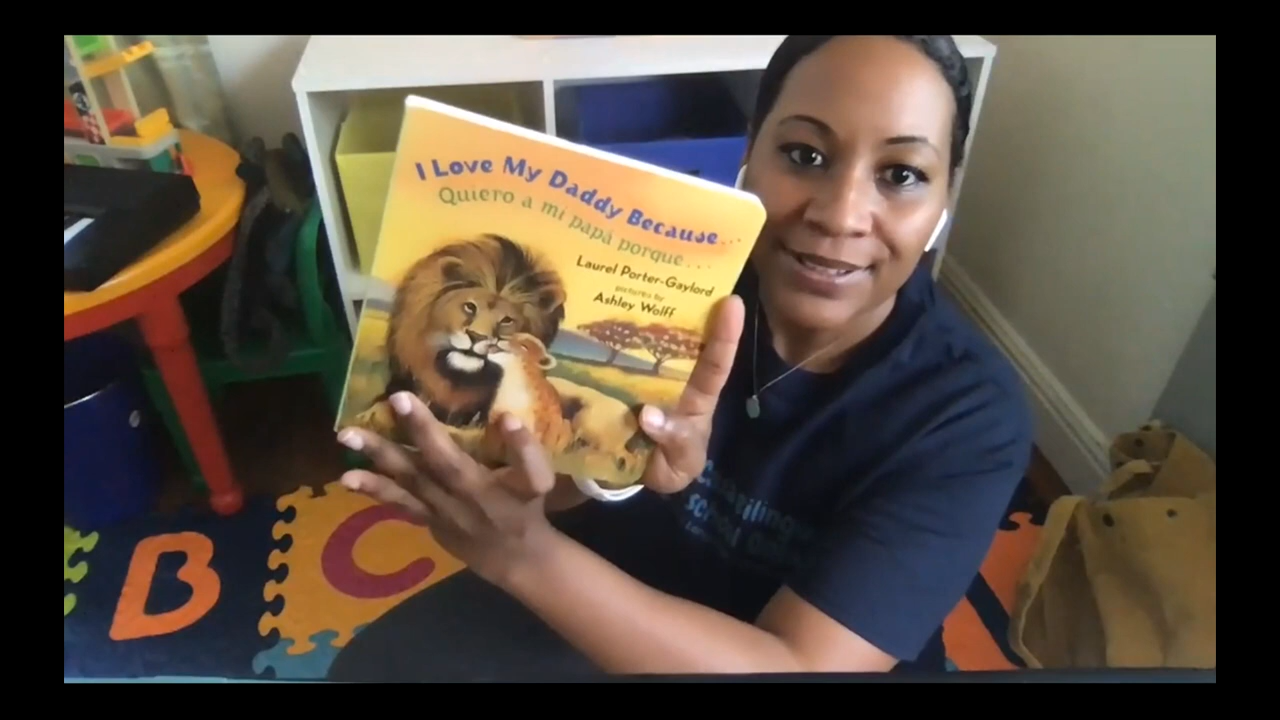 I Love My Daddy Because...
Quiero a mi papá porque...
Laurel Porter-Gaylord
pictures by
Ashley Wolff
B
C